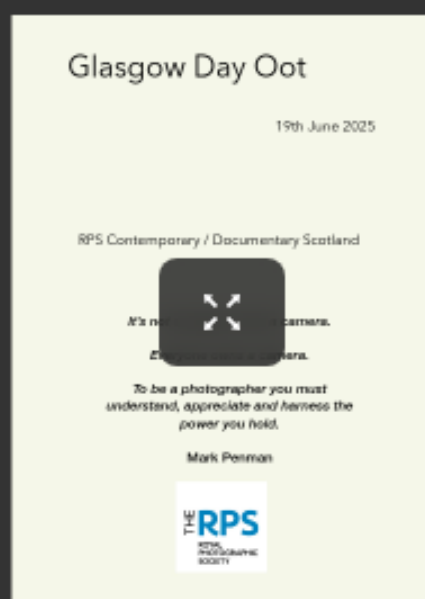 Glasgow Day Oot
19th June 2025
RPS Contemporary / Documentary Scotland
It's camera.
camera.
To be a photographer you must
understand, appreciate and harness the
power you hold.
Mark Penman
THE RPS
ROYAL
PHOTOGRAPHIC
SOCIETY